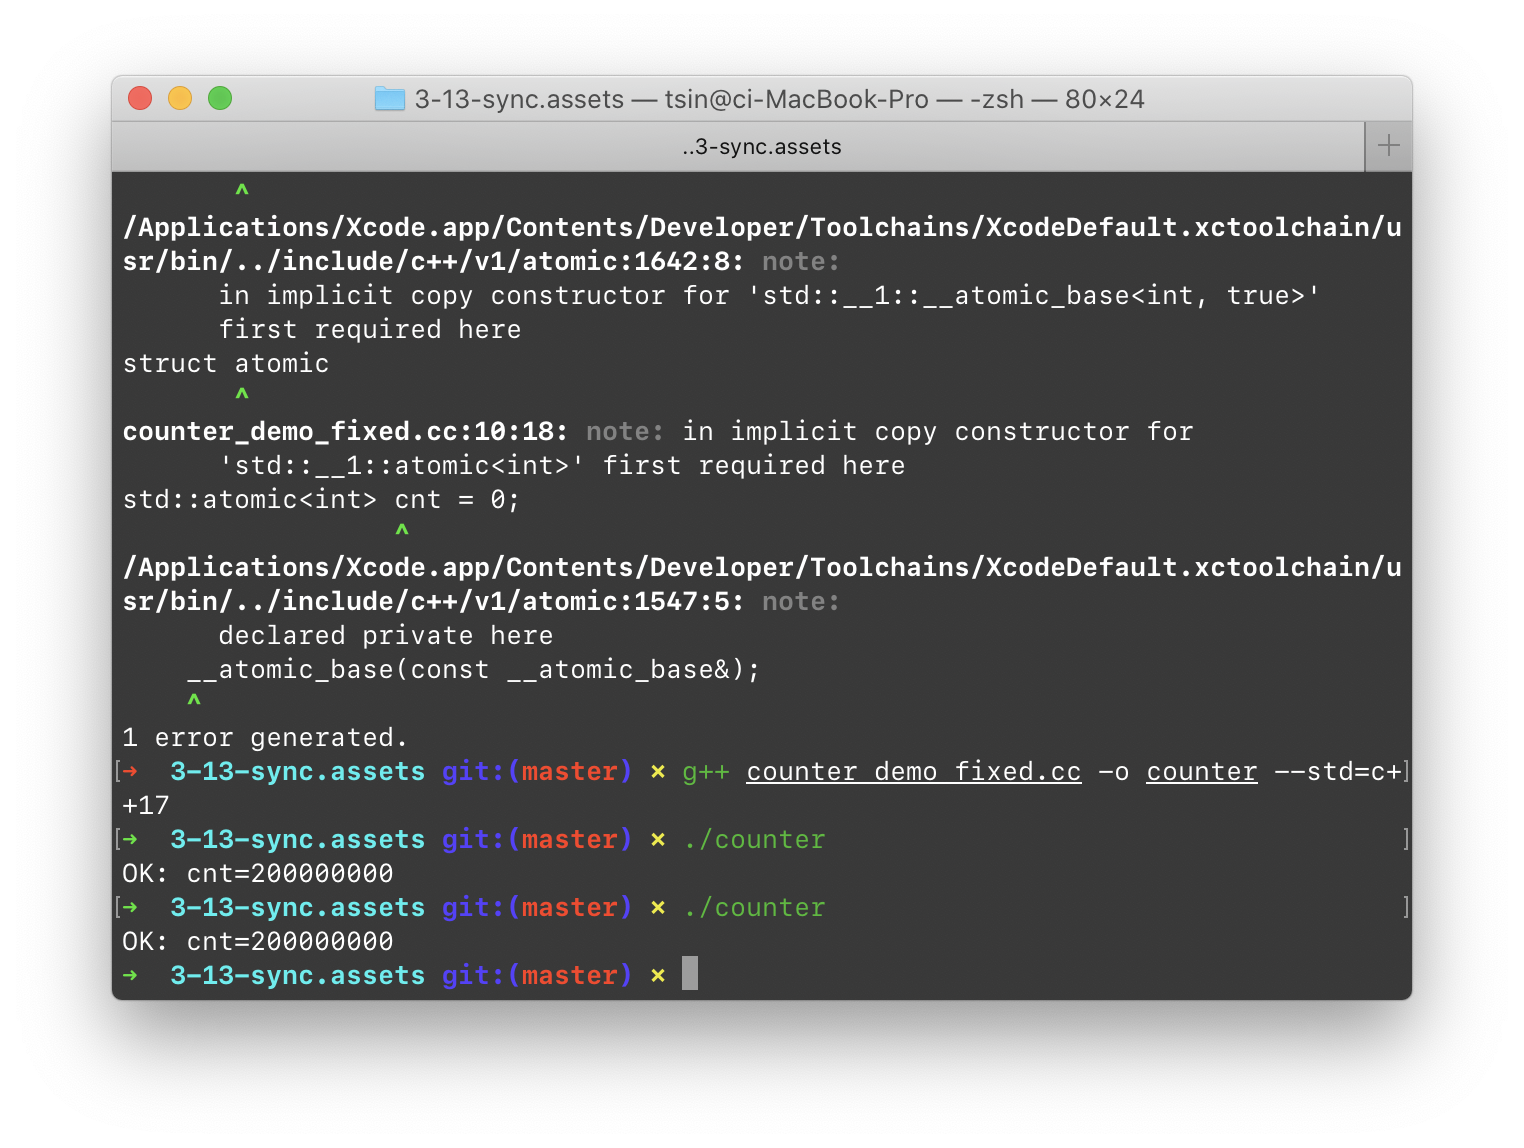 3-13-sync.assets — tsin@ci-MacBook-Pro — -zsh — 80×24
..3-sync.assets
^
/Applications/Xcode.app/Contents/Developer/Toolchains/XcodeDefault.xctoolchain/u
sr/bin/../include/c++/v1/atomic:1642:8: note:
in implicit copy constructor for 'std::__1::__atomic_base<int, true>'
first required here
struct atomic
^
counter_demo_fixed.cc:10:18: note: in implicit copy constructor for
'std::__1::atomic<int>' first required here
std::atomic<int> cnt = 0;
^
/Applications/Xcode.app/Contents/Developer/Toolchains/XcodeDefault.xctoolchain/u
sr/bin/../include/c++/v1/atomic:1547:5: note:
declared private here
__atomic_base(const __atomic_base&);
^
1 error generated.
[→ 3-13-sync.assets git:(master) × g++ counter_demo_fixed.cc -o counter --std=c+]
+17
[→ 3-13-sync.assets git:(master) × ./counter ]
OK: cnt=200000000
[→ 3-13-sync.assets git:(master) × ./counter ]
OK: cnt=200000000
→ 3-13-sync.assets git:(master) ×